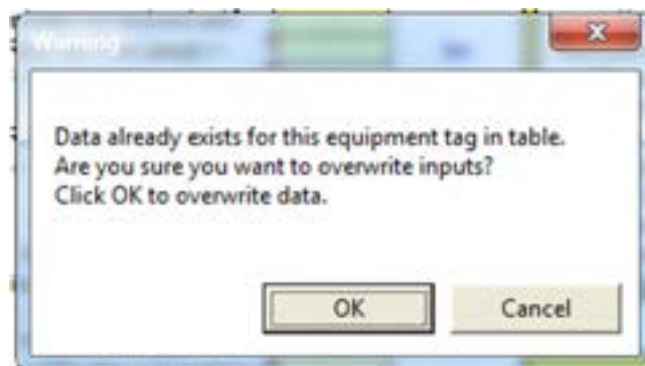 Warning
Data already exists for this equipment tag in table.
Are you sure you want to overwrite inputs?
Click OK to overwrite data.
OK
Cancel